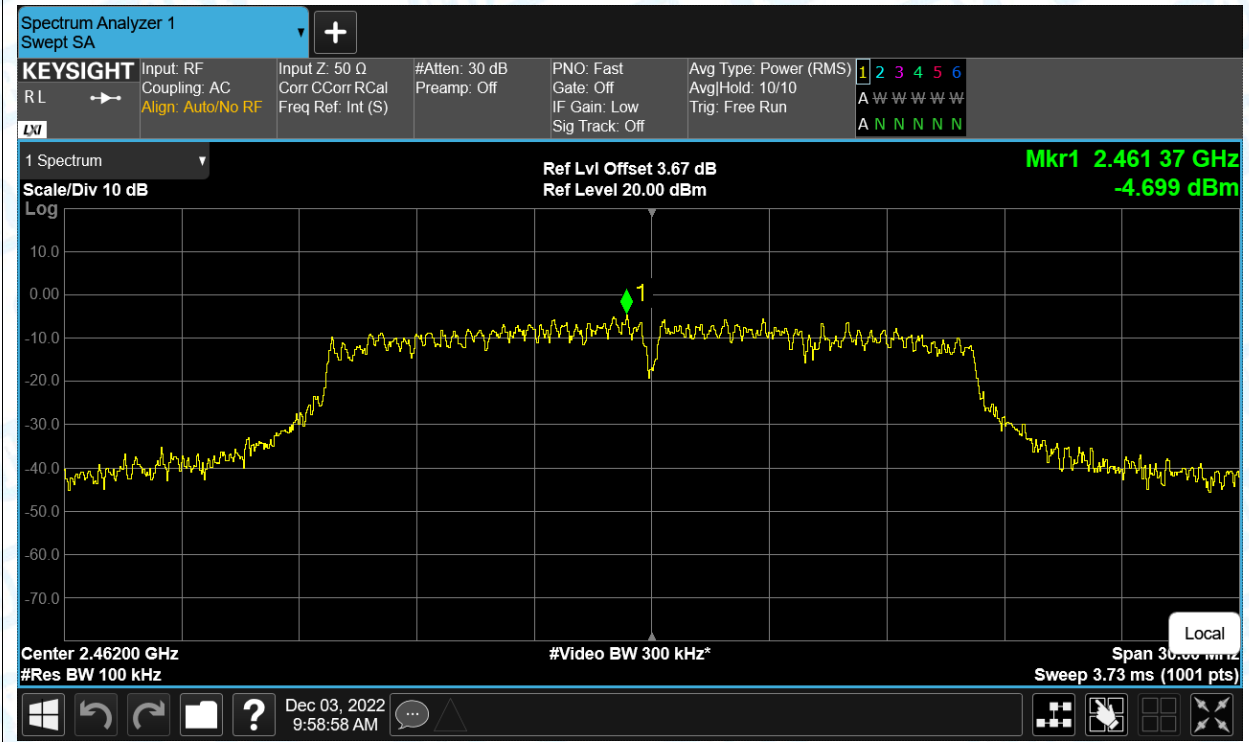 Spectrum Analyzer 1
Swept SA
KEYSIGHT
R L
LXI
Input: RF
Coupling: AC
Align: Auto/No RF
Input Z: 50 Ω
Corr CCorr RCal
Freq Ref: Int (S)
#Atten: 30 dB
Preamp: Off
PNO: Fast
Gate: Off
IF Gain: Low
Sig Track: Off
Avg Type: Power (RMS)
Avg|Hold: 10/10
Trig: Free Run
1 2 3 4 5 6
A W W W W W
A N N N N N
1 Spectrum
Scale/Div 10 dB
Ref Lvl Offset 3.67 dB
Ref Level 20.00 dBm
Mkr1 2.461 37 GHz
-4.699 dBm
Log
10.0
0.00
1
-10.0
-20.0
-30.0
-40.0
-50.0
-60.0
-70.0
Local
Center 2.46200 GHz
#Video BW 300 kHz*
Span 30.00 MHz
#Res BW 100 kHz
Sweep 3.73 ms (1001 pts)
?
Dec 03, 2022
9:58:58 AM